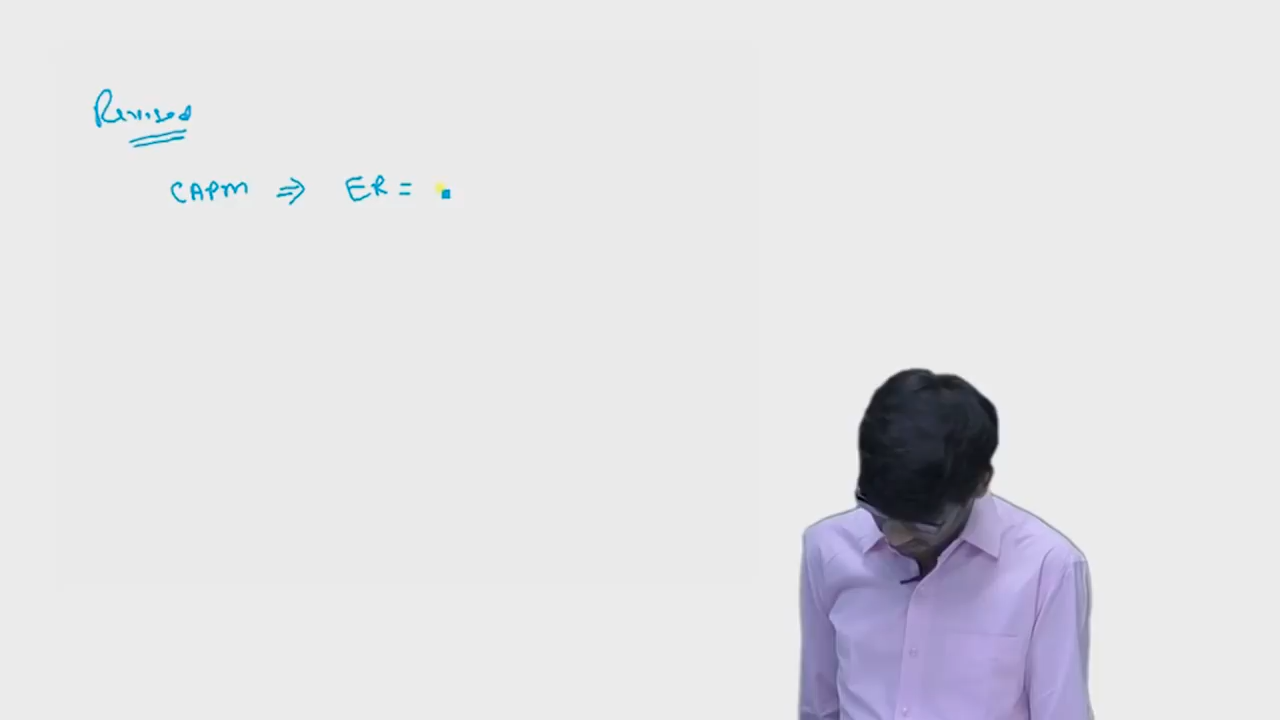 Revised
CAPM ⇒ ER =